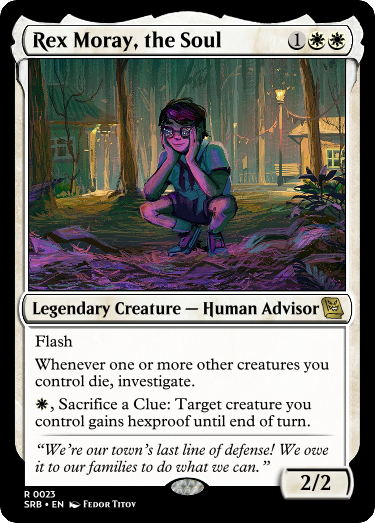 Rex Moray, the Soul 1
Legendary Creature — Human Advisor
Flash
Whenever one or more other creatures you
control die, investigate.
, Sacrifice a Clue: Target creature you
control gains hexproof until end of turn.
“We’re our town’s last line of defense! We owe
it to our families to do what we can.”
2/2
R 0023
SRB • EN Fedor Titov